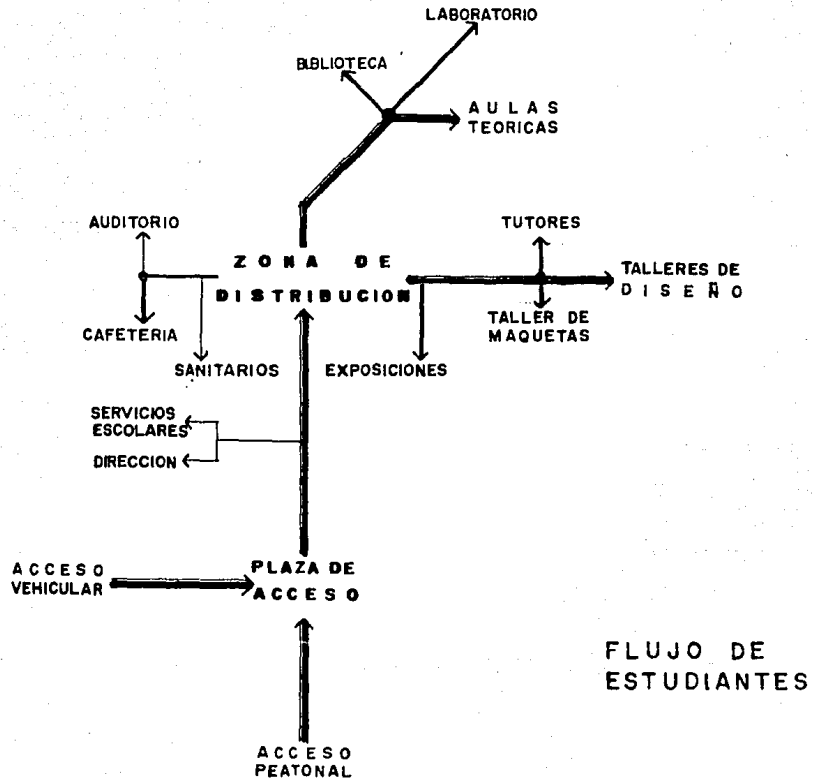 LABORATORIO
BIBLIOTECA
AULAS
TEORICAS
AUDITORIO
TUTORES
ZONA DE
DISTRIBUCION
TALLERES DE
DISEÑO
CAFETERIA
TALLER DE
MAQUETAS
SANITARIOS
EXPOSICIONES
SERVICIOS
ESCOLARES
DIRECCION
ACCESO
VEHICULAR
PLAZA DE
ACCESO
FLUJO DE
ESTUDIANTES
ACCESO
PEATONAL